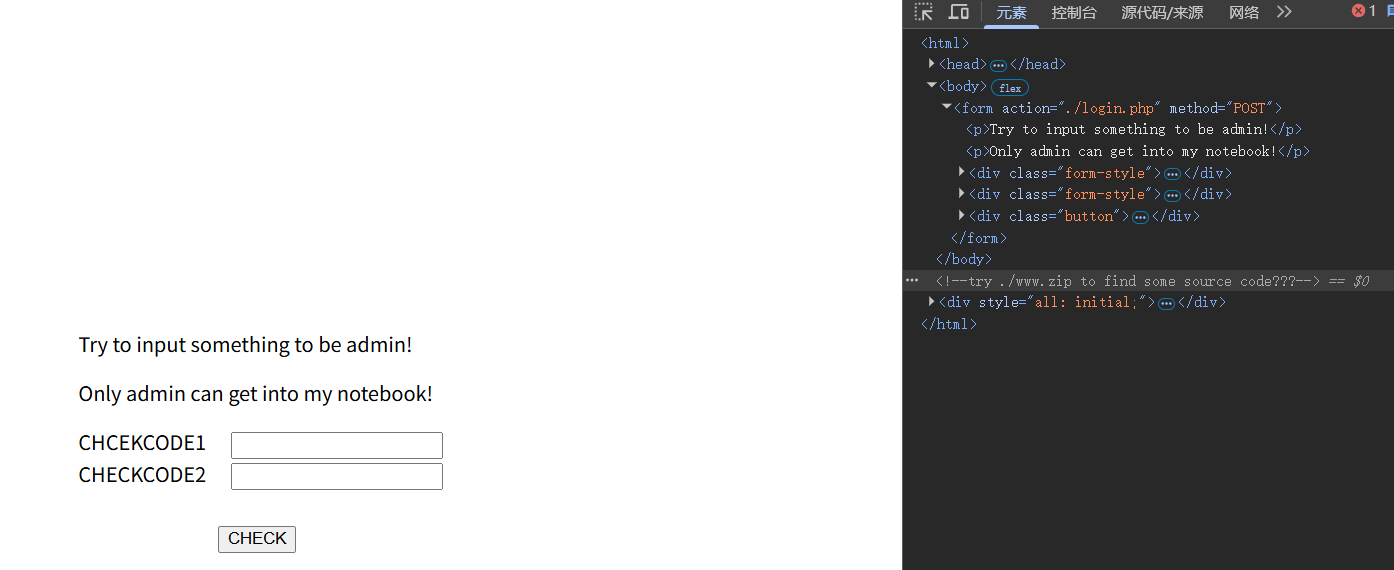 Try to input something to be admin!
Only admin can get into my notebook!
CHCEKCODE1
CHECKCODE2
CHECK
元素 控制台 源代码/来源 网络 1
<html>
<head></head>
<body> flex
<form action="./login.php" method="POST">
<p>Try to input something to be admin!</p>
<p>Only admin can get into my notebook!</p>
<div class="form-style"></div>
<div class="form-style"></div>
<div class="button"></div>
</form>
</body>
<!--try ./www.zip to find some source code???--> == $0
<div style="all: initial;"></div>
</html>